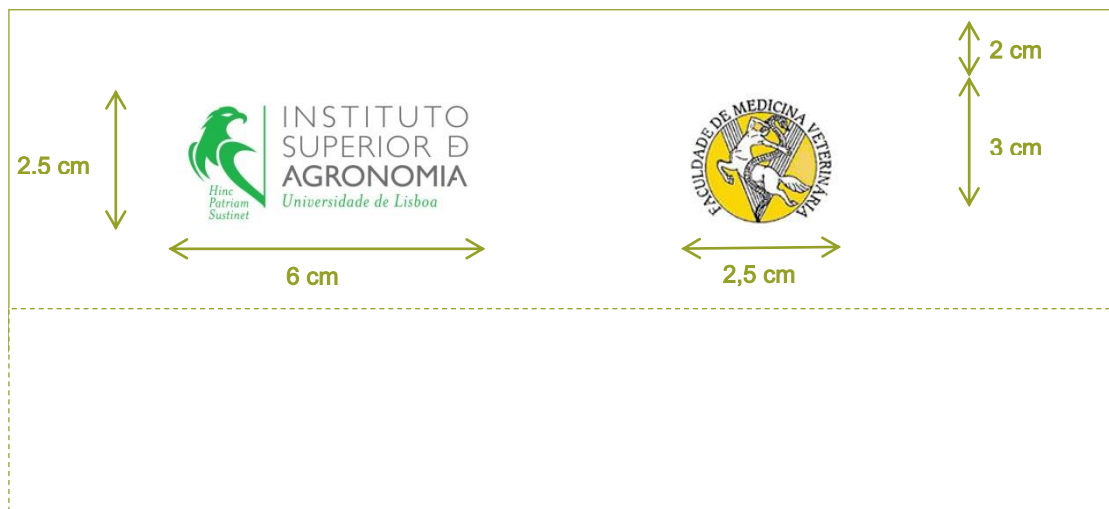 2 cm
2.5 cm
INSTITUTO
SUPERIOR Đ
AGRONOMIA
Universidade de Lisboa
Hinc
Patriam
Sustinet
FACULDADE DE MEDICINA VETERINÁRIA
3 cm
6 cm
2,5 cm